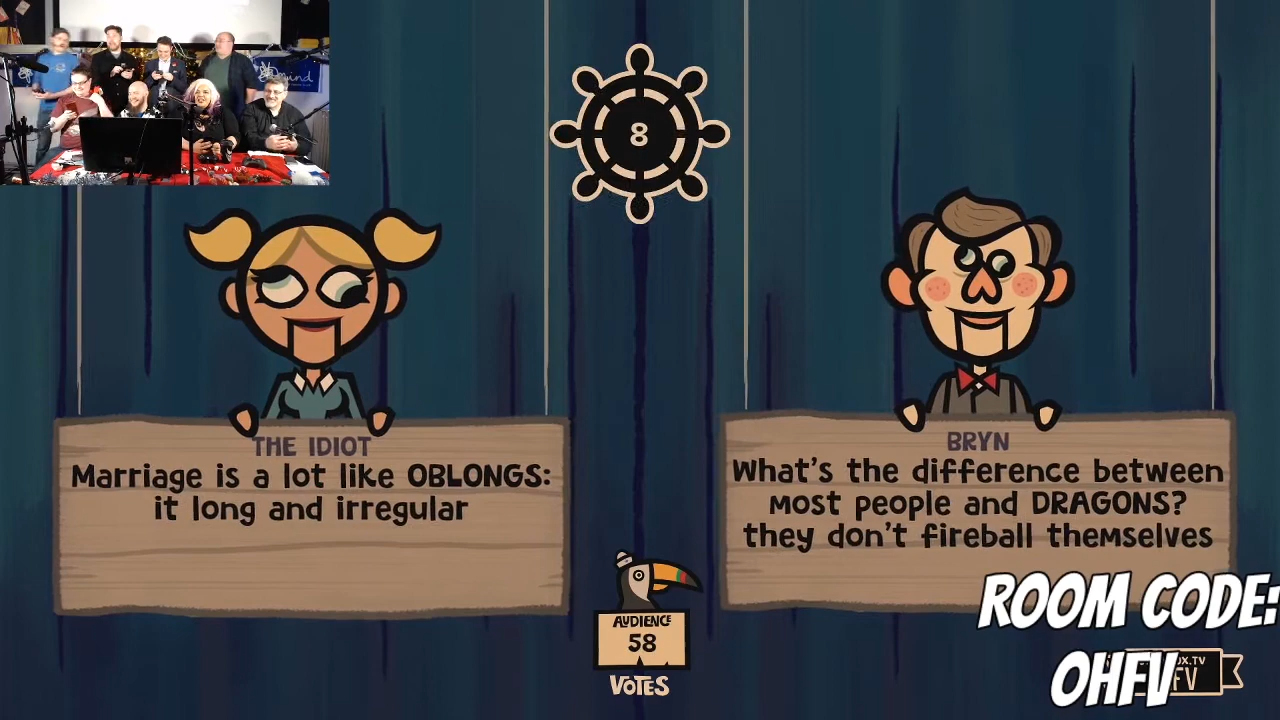 8
THE IDIOT
Marriage is a lot like OBLONGS:
it long and irregular
BRYN
What's the difference between
most people and DRAGONS?
they don't fireball themselves
AUDIENCE
58
VOTES
ROOM CODE:
OHFV